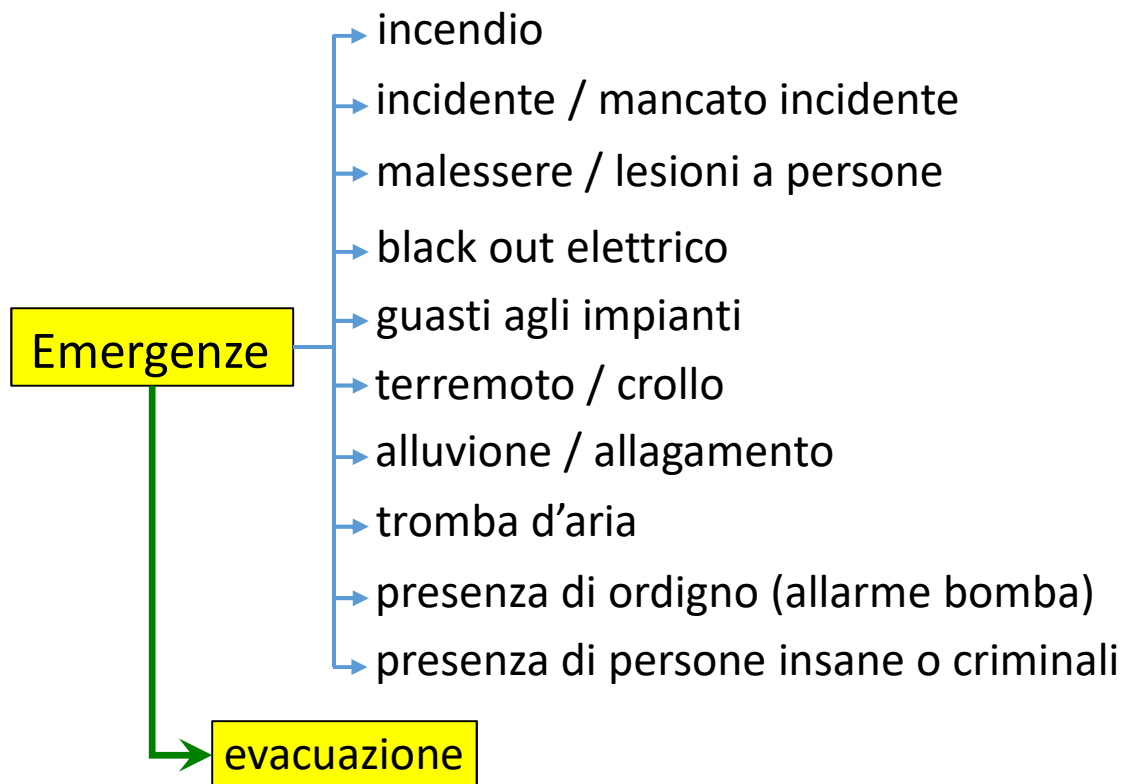 incendio
incidente / mancato incidente
malessere / lesioni a persone
black out elettrico
guasti agli impianti
Emergenze
terremoto / crollo
alluvione / allagamento
tromba d’aria
presenza di ordigno (allarme bomba)
presenza di persone insane o criminali
evacuazione